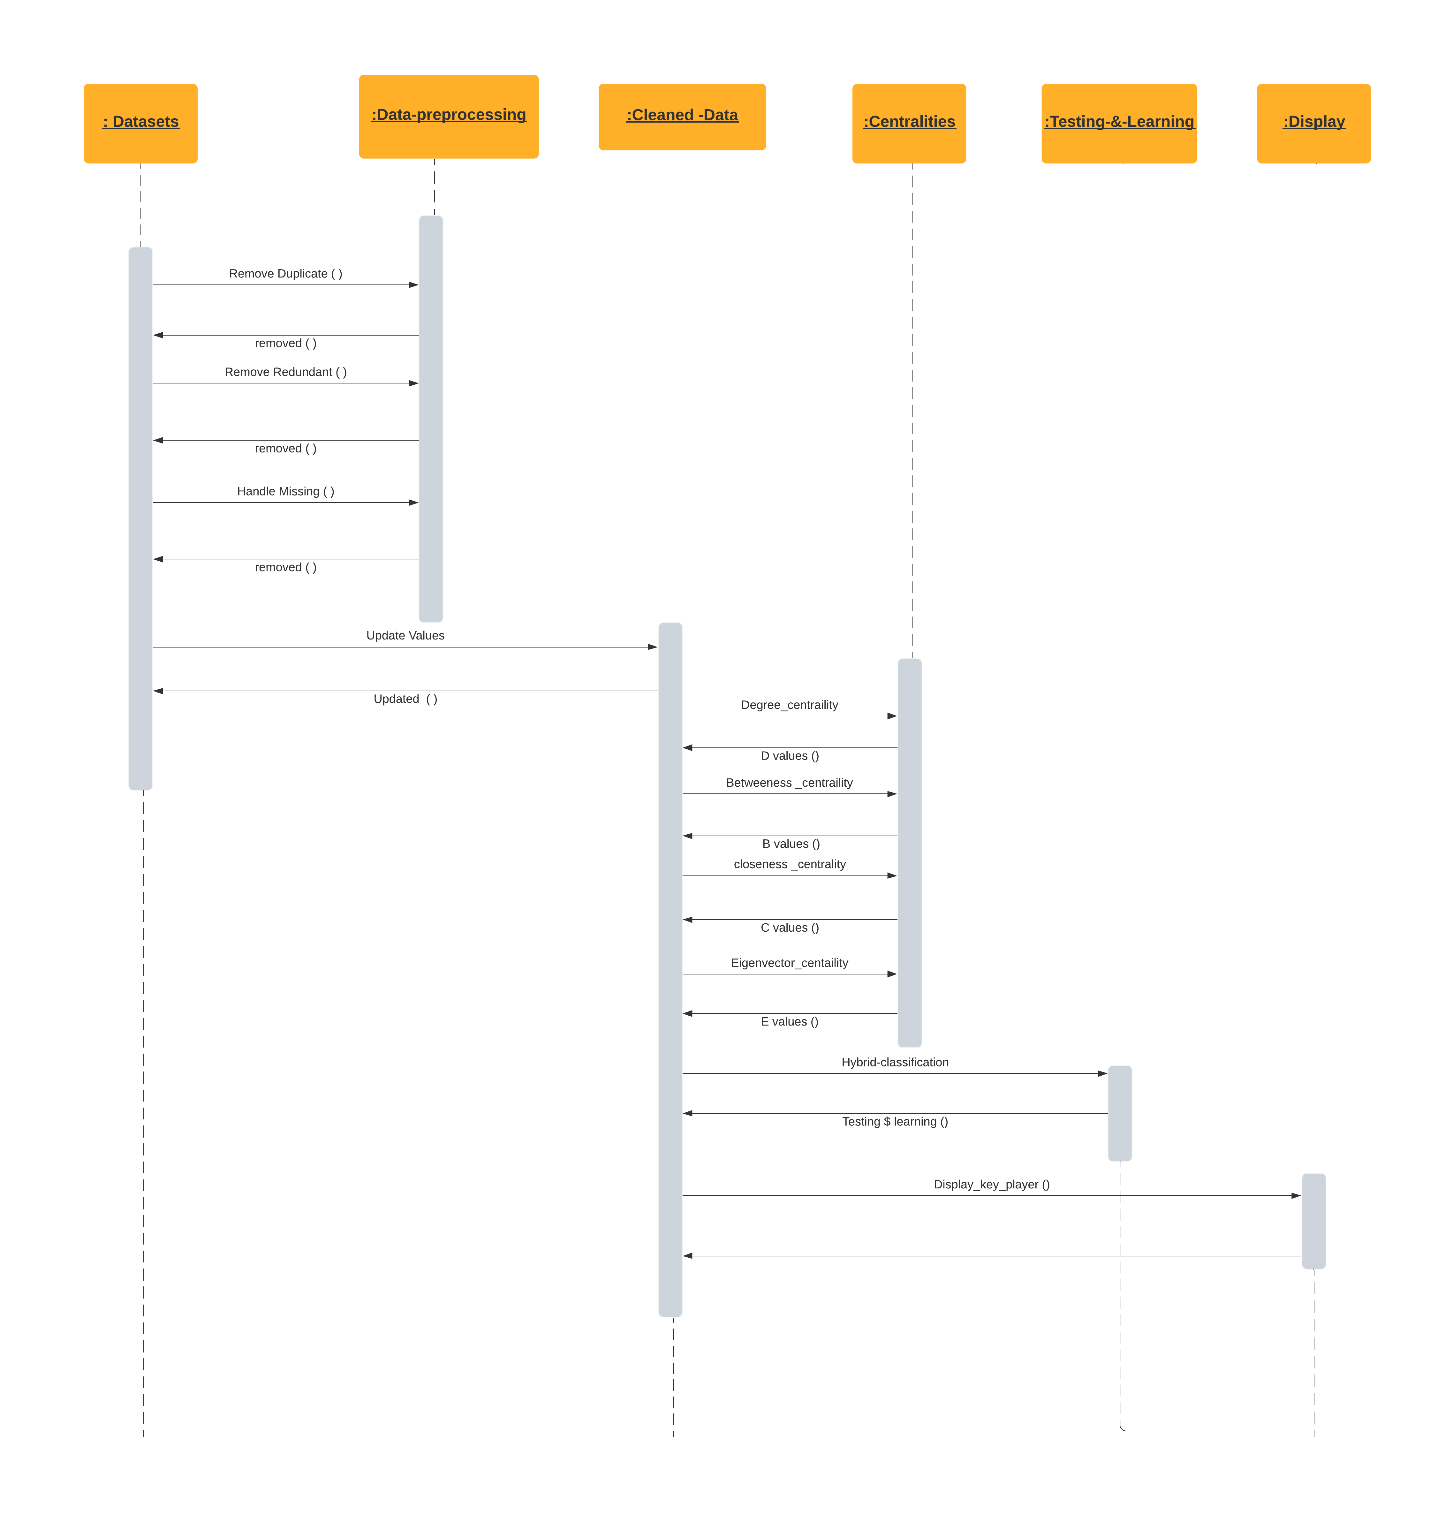 : Datasets
:Data-preprocessing
:Cleaned -Data
:Centralities
:Testing-&-Learning
:Display
Remove Duplicate ( )
removed ( )
Remove Redundant ( )
removed ( )
Handle Missing ( )
removed ( )
Update Values
Updated  ( )
Degree_centraility
D values ()
Betweeness _centraility
B values ()
closeness _centrality
C values ()
Eigenvector_centaility
E values ()
Hybrid-classification
Testing $ learning ()
Display_key_player ()